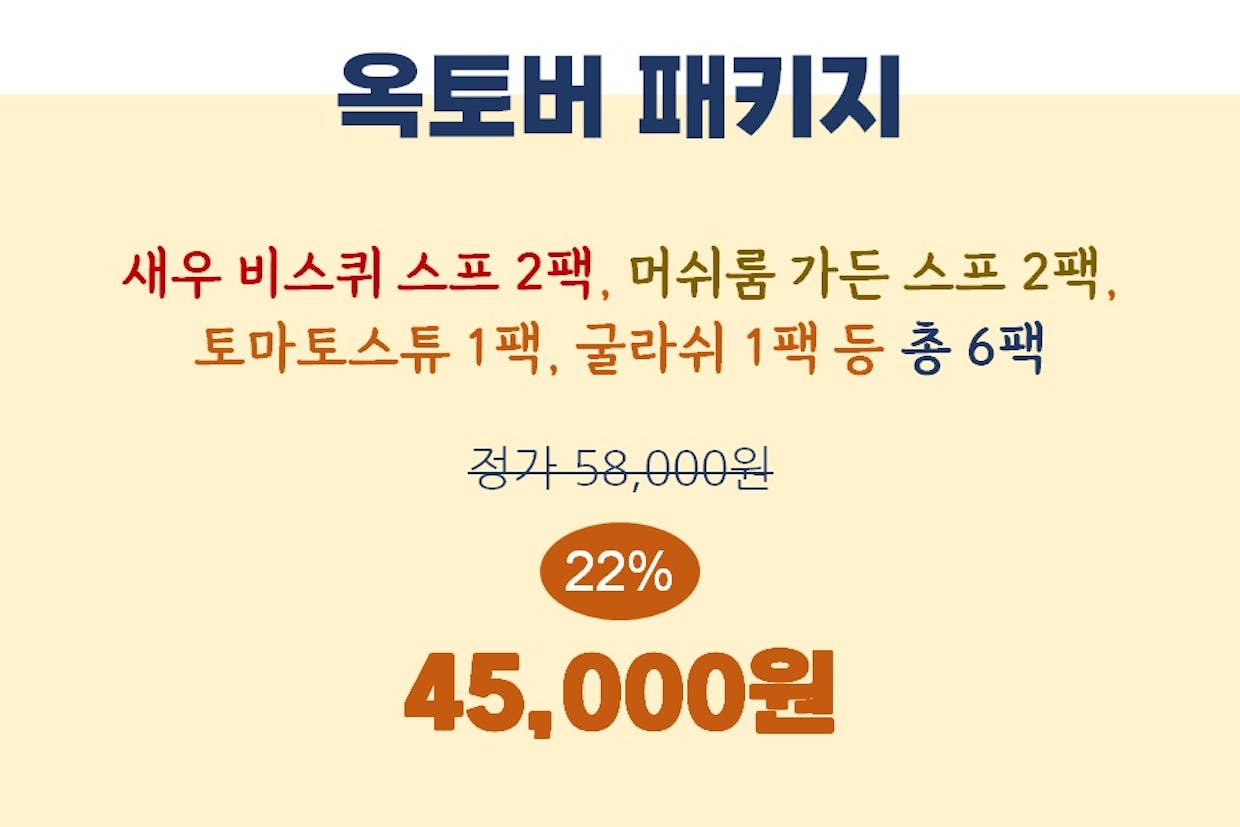 옥토버 패키지
새우 비스퀴 스프 2팩, 머쉬룸 가든 스프 2팩,
토마토스튜 1팩, 굴라쉬 1팩 등 총 6팩
정가 58,000원
22%
45,000원